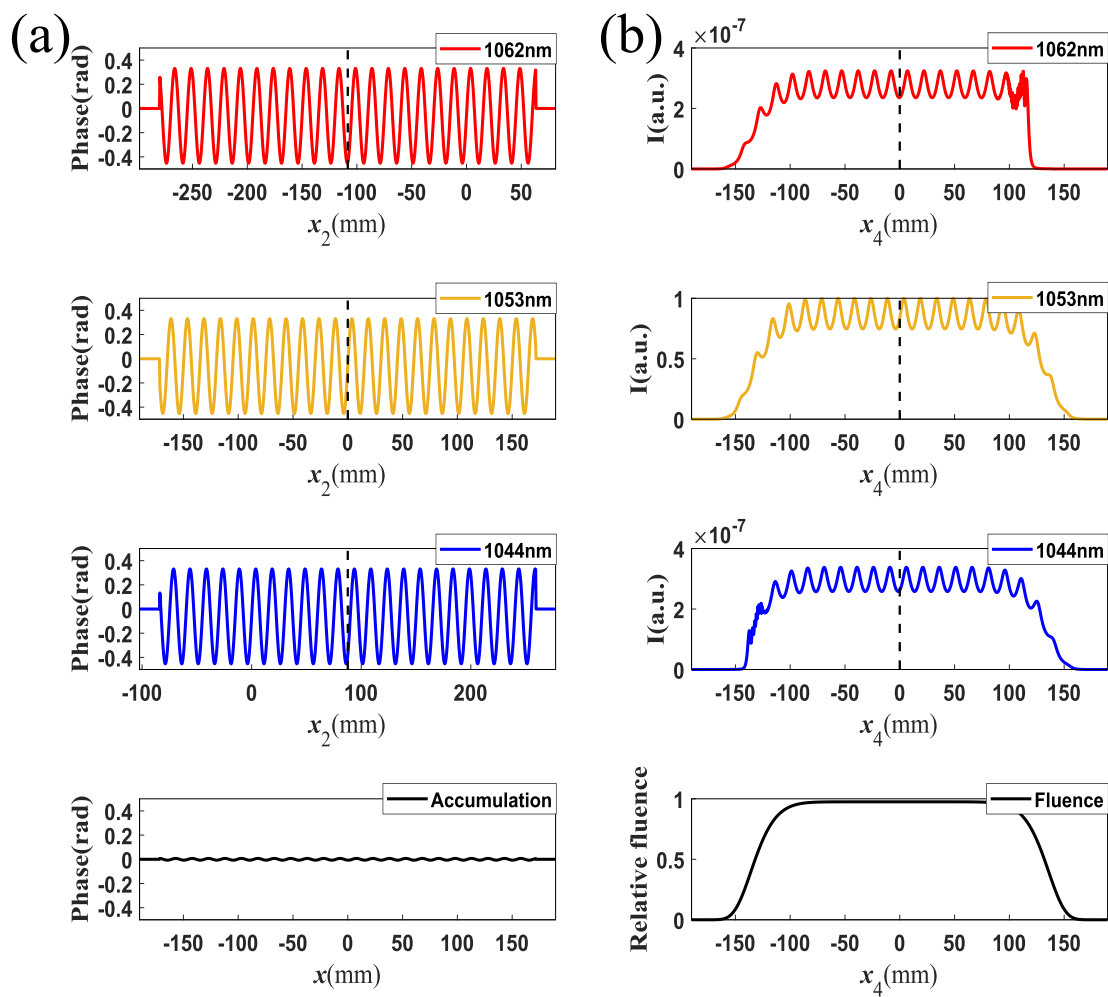 (a)
Phase(rad)
0.4
0.2
0
-0.2
-0.4
1062nm
-250 -200 -150 -100 -50 0 50
x₂(mm)
(b)
×10⁻⁷
I(a.u.)
4
2
0
1062nm
-150 -100 -50 0 50 100 150
x₄(mm)
Phase(rad)
0.4
0.2
0
-0.2
-0.4
1053nm
-150 -100 -50 0 50 100 150
x₂(mm)
I(a.u.)
1
0.5
0
1053nm
-150 -100 -50 0 50 100 150
x₄(mm)
Phase(rad)
0.4
0.2
0
-0.2
-0.4
1044nm
-100 0 100 200
x₂(mm)
×10⁻⁷
I(a.u.)
4
2
0
1044nm
-150 -100 -50 0 50 100 150
x₄(mm)
Phase(rad)
0.4
0.2
0
-0.2
-0.4
Accumulation
-150 -100 -50 0 50 100 150
x(mm)
Relative fluence
1
0.5
0
Fluence
-150 -100 -50 0 50 100 150
x₄(mm)